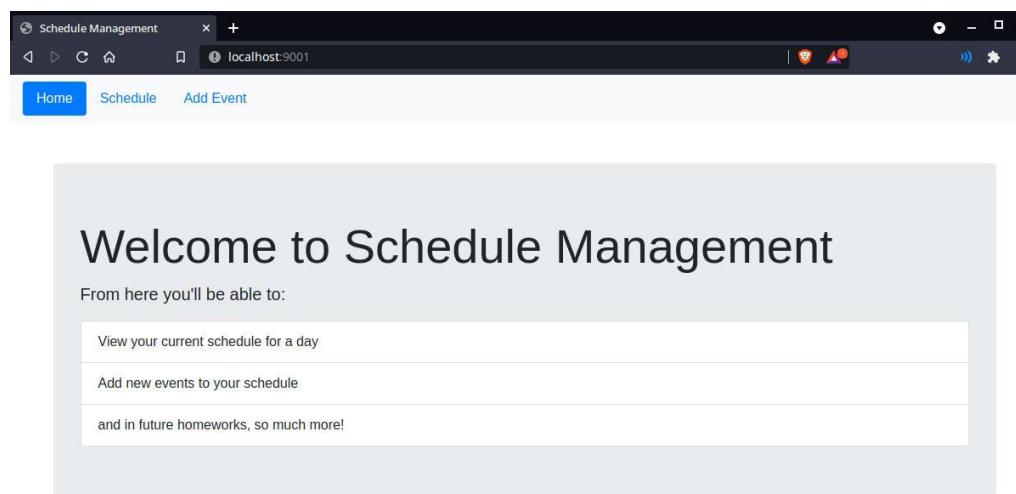 Schedule Management
localhost:9001
Home Schedule Add Event
Welcome to Schedule Management
From here you'll be able to:
View your current schedule for a day
Add new events to your schedule
and in future homeworks, so much more!